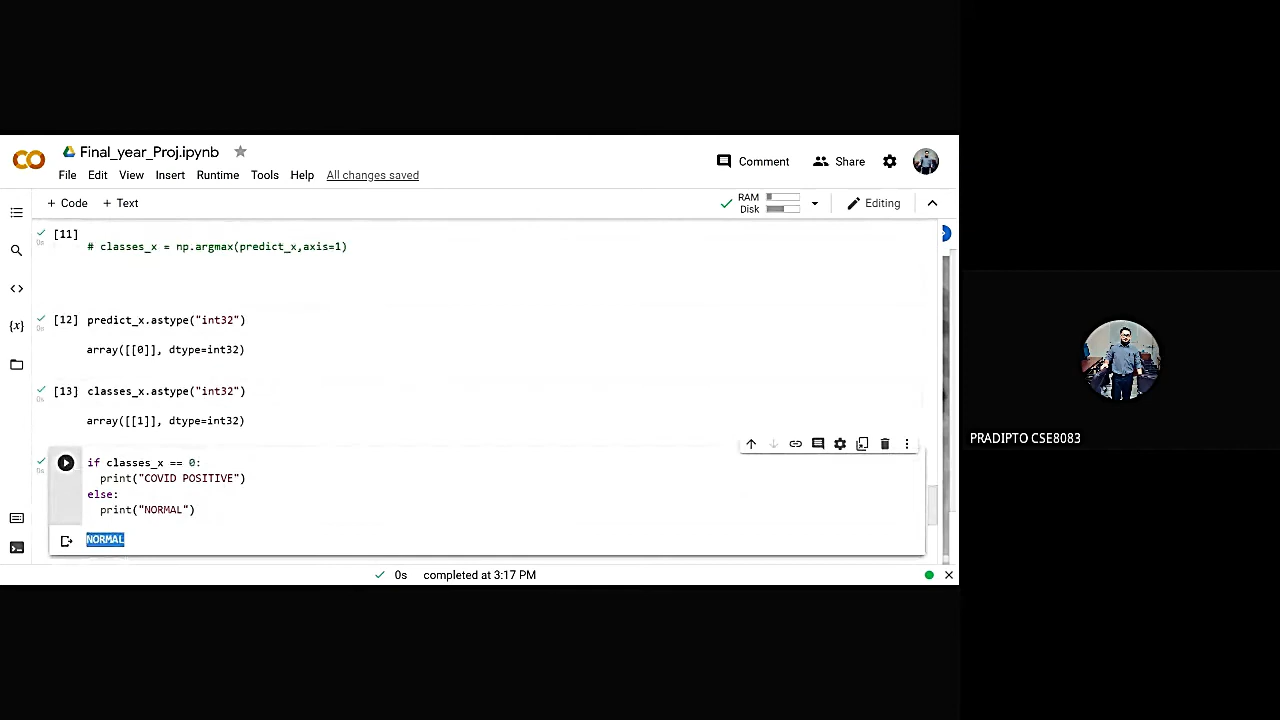 Final_year_Proj.ipynb
Comment
Share
File Edit View Insert Runtime Tools Help All changes saved
+ Code + Text
RAM
Disk
Editing
[11]
# classes_x = np.argmax(predict_x,axis=1)
[12] predict_x.astype("int32")
array([[0]], dtype=int32)
[13] classes_x.astype("int32")
array([[1]], dtype=int32)
if classes_x == 0:
print("COVID POSITIVE")
else:
print("NORMAL")
NORMAL
0s completed at 3:17 PM
PRADIPTO CSE8083